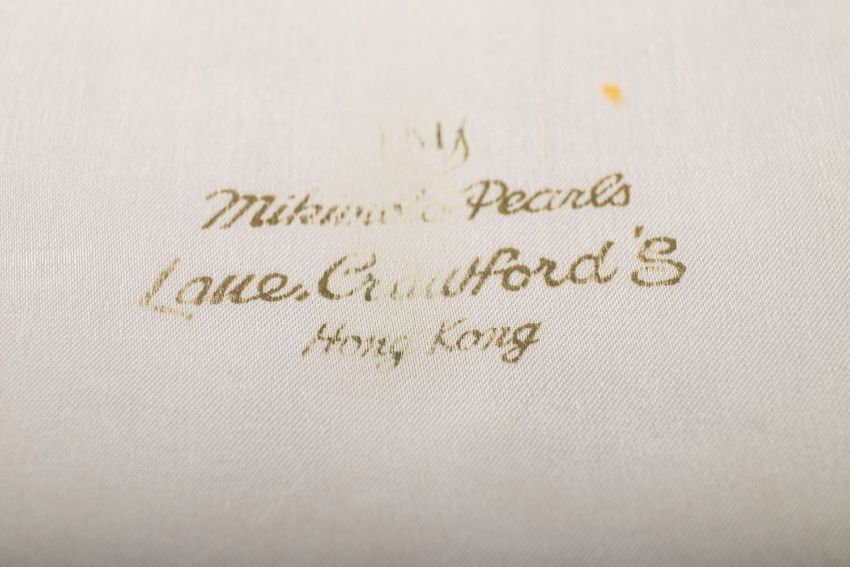 Mikimoto Pearls
Lane, Crawford's
Hong Kong